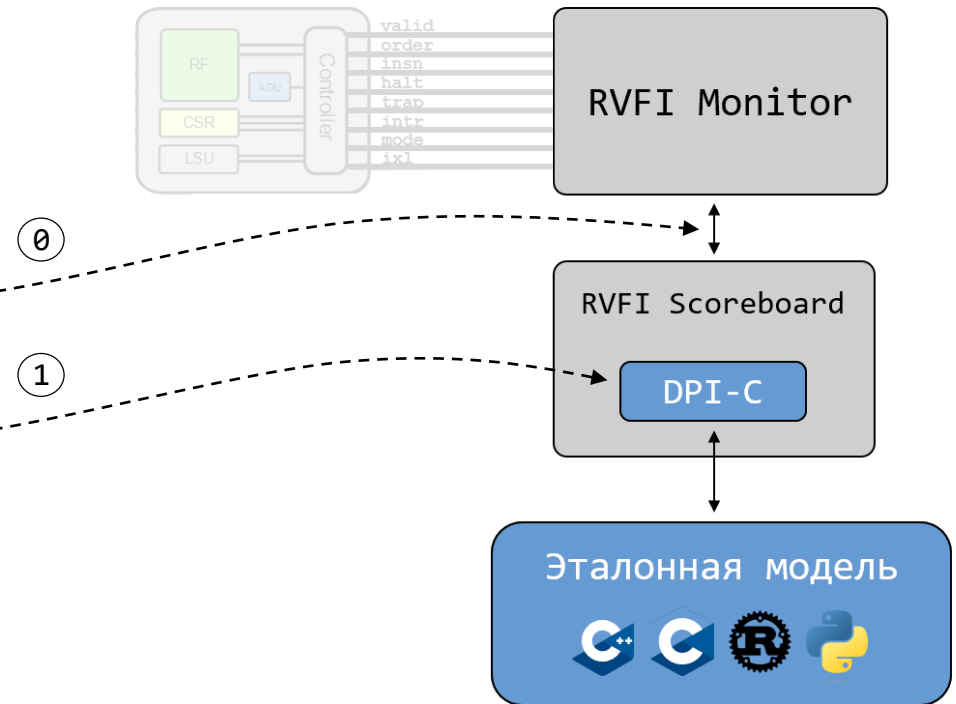 valid
order
insn
halt
trap
intr
mode
ixl
RF
AGU
CSR
LSU
Controller
RVFI Monitor
0
RVFI Scoreboard
1
DPI-C
Эталонная модель
C++
C
R